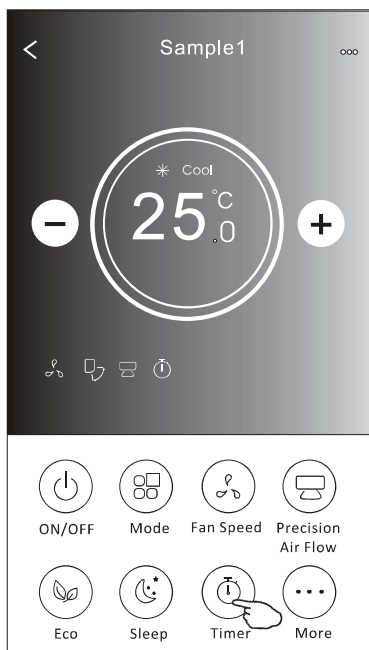 Sample1
Cool
25.0°C
ON/OFF Mode Fan Speed Precision Air Flow
Eco Sleep Timer More